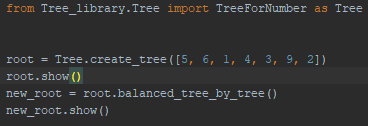 from Tree_library.Tree import TreeForNumber as Tree
root = Tree.create_tree([5, 6, 1, 4, 3, 9, 2])
root.show()
new_root = root.balanced_tree_by_tree()
new_root.show()